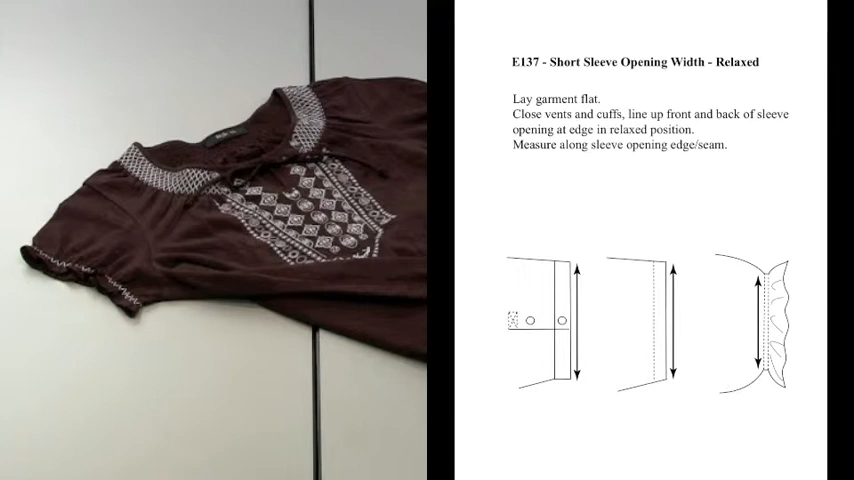 E137 - Short Sleeve Opening Width - Relaxed
Lay garment flat.
Close vents and cuffs, line up front and back of sleeve
opening at edge in relaxed position.
Measure along sleeve opening edge/seam.